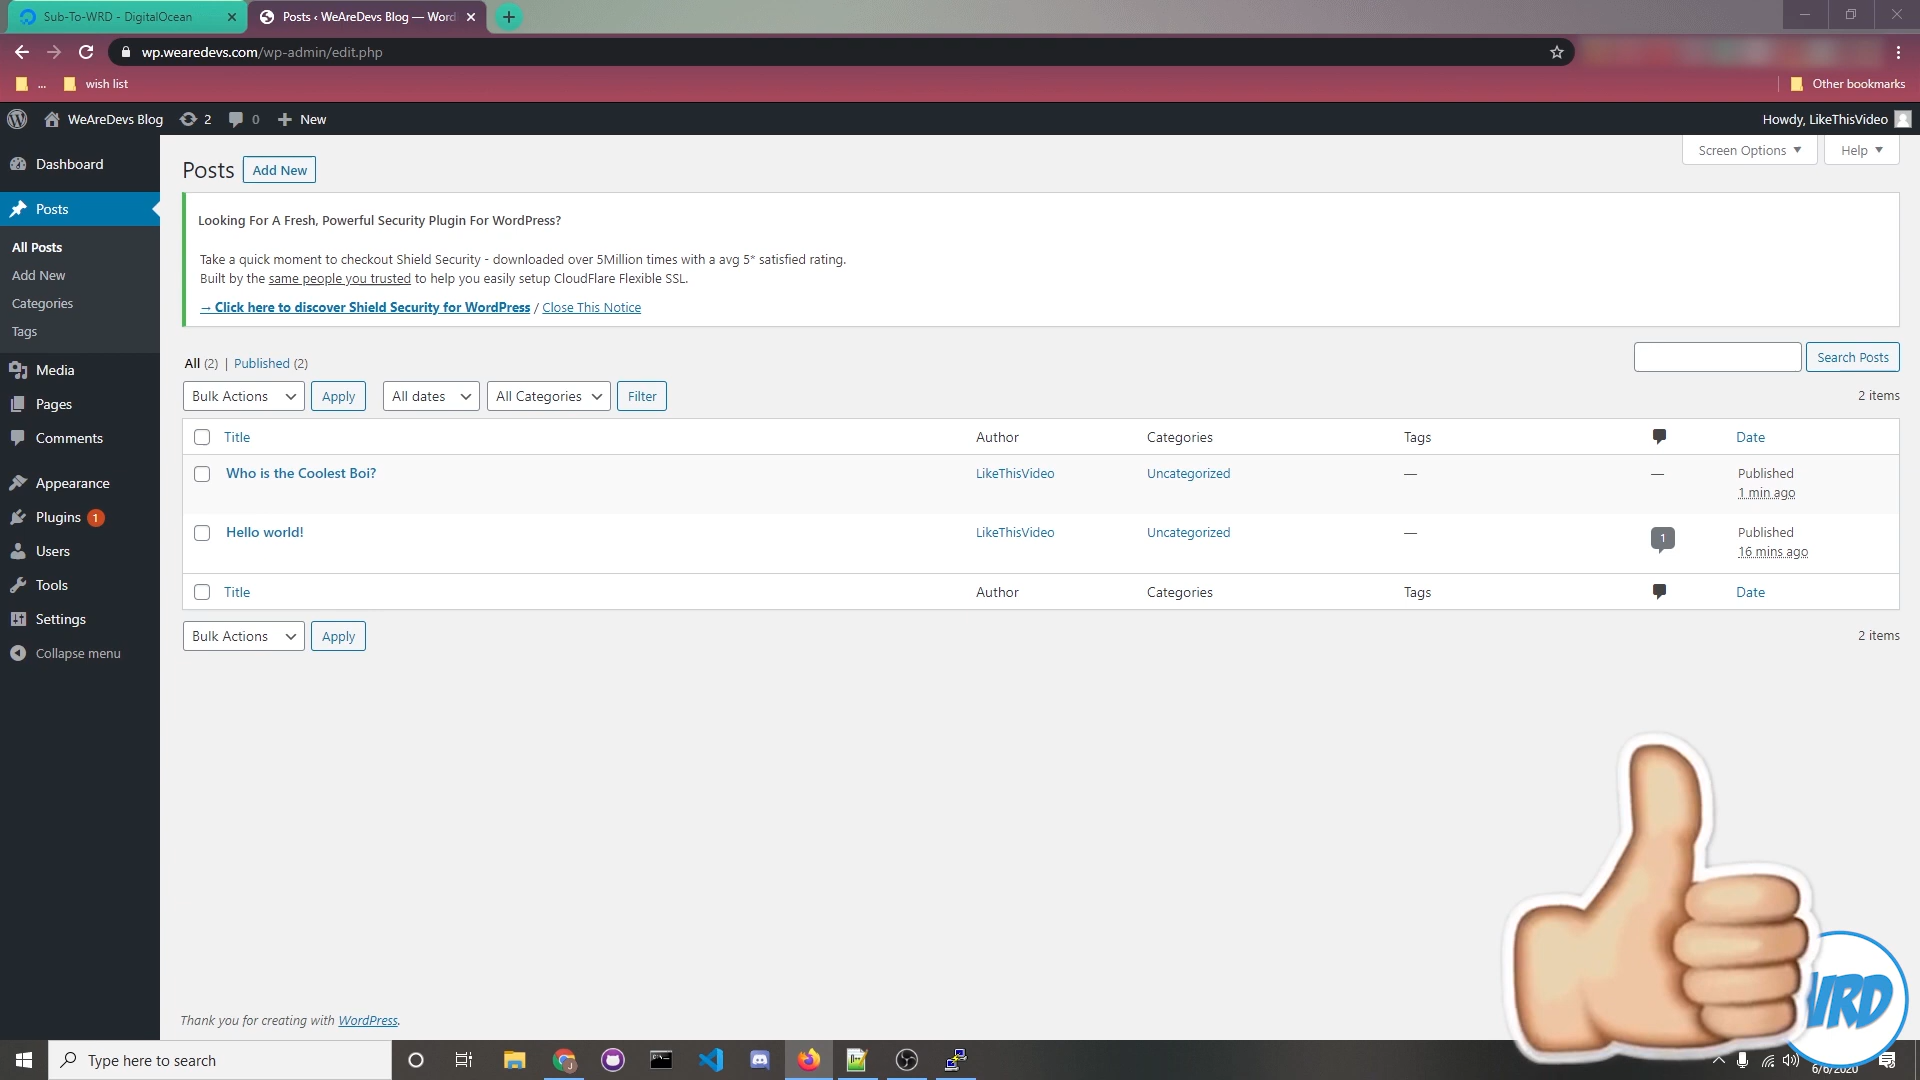 Sub-To-WRD - DigitalOcean
Posts ‹ WeAreDevs Blog — Word
wp.wearedevs.com/wp-admin/edit.php
...
wish list
Other bookmarks
WeAreDevs Blog
2
0
New
Howdy, LikeThisVideo
Dashboard
Posts
All Posts
Add New
Categories
Tags
Media
Pages
Comments
Appearance
Plugins 1
Users
Tools
Settings
Collapse menu
Screen Options
Help
Posts
Add New
Looking For A Fresh, Powerful Security Plugin For WordPress?
Take a quick moment to checkout Shield Security - downloaded over 5Million times with a avg 5* satisfied rating.
Built by the same people you trusted to help you easily setup CloudFlare Flexible SSL.
→ Click here to discover Shield Security for WordPress / Close This Notice
All (2) | Published (2)
Search Posts
Bulk Actions
Apply
All dates
All Categories
Filter
2 items
Title Author Categories Tags Date
Who is the Coolest Boi? LikeThisVideo Uncategorized — — Published
1 min ago
Hello world! LikeThisVideo Uncategorized — 1 Published
16 mins ago
Title Author Categories Tags Date
Bulk Actions
Apply
2 items
Thank you for creating with WordPress.
WRD
Type here to search
6/6/2020